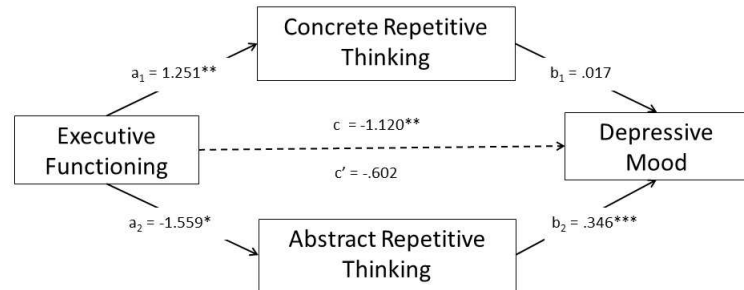 Concrete Repetitive
Thinking
a₁ = 1.251**
b₁ = .017
Executive
Functioning
c = -1.120**
c’ = -.602
Depressive
Mood
a₂ = -1.559*
b₂ = .346***
Abstract Repetitive
Thinking